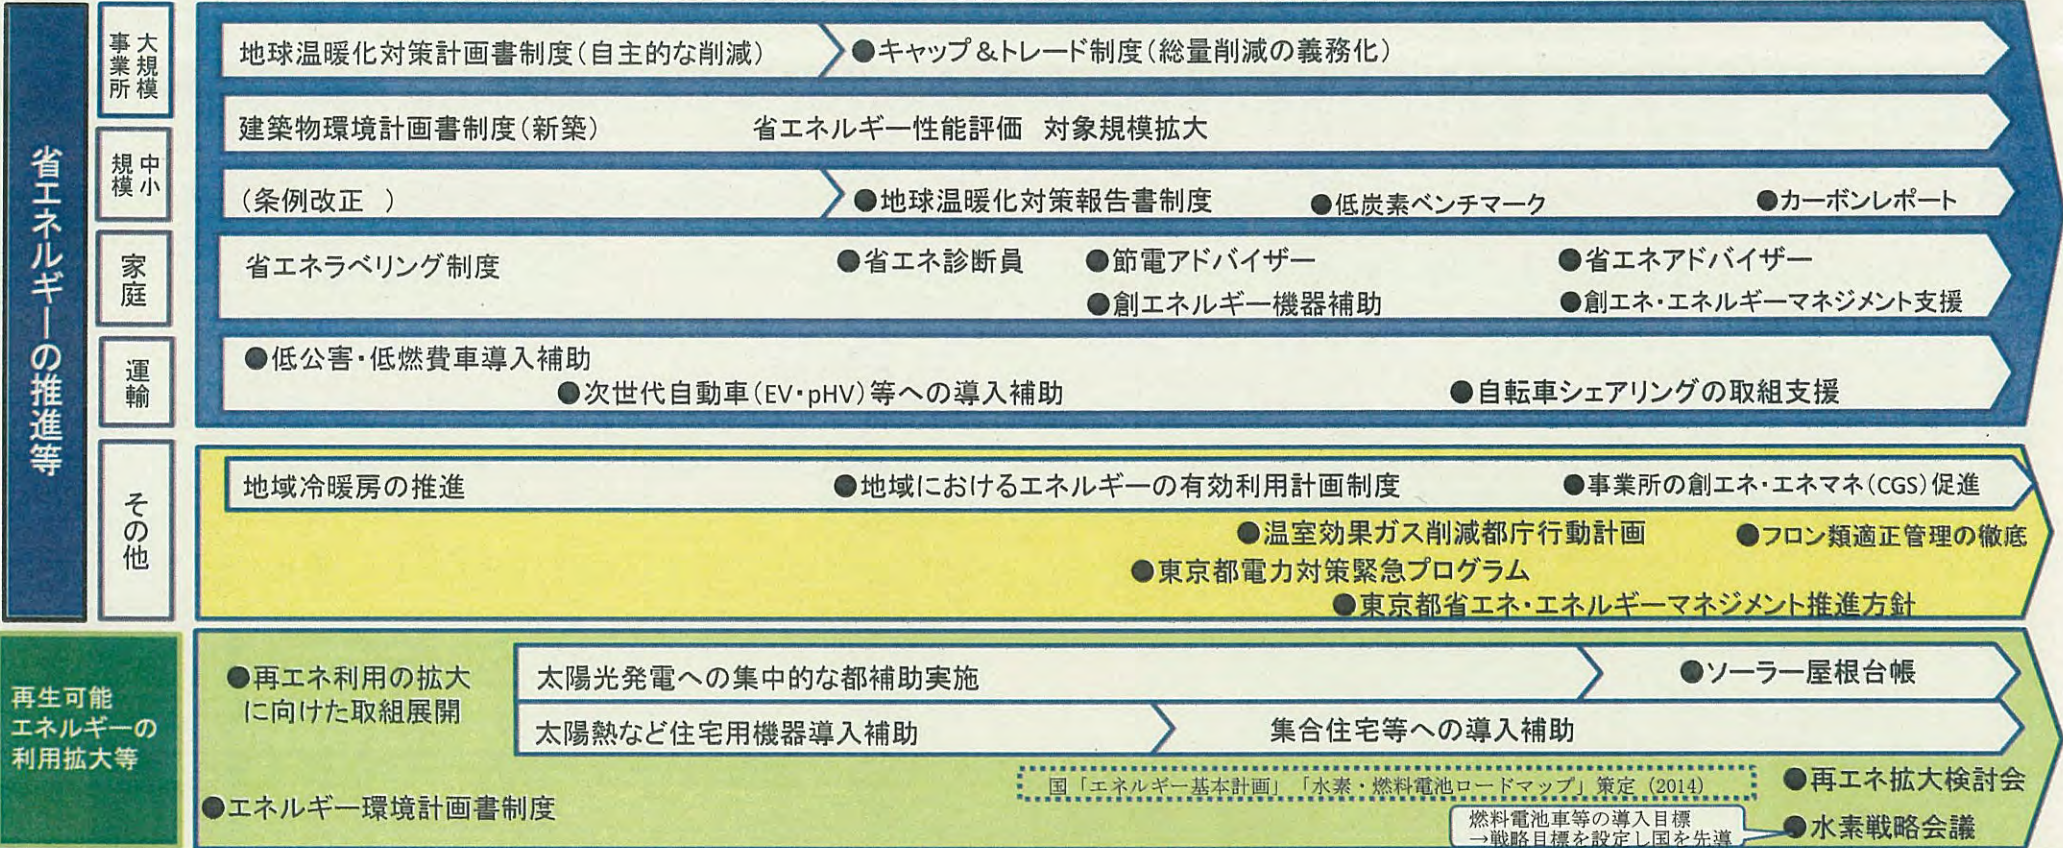 省エネルギーの推進等
大規模
事業所
地球温暖化対策計画書制度(自主的な削減)
●キャップ&トレード制度(総量削減の義務化)
建築物環境計画書制度(新築)
省エネルギー性能評価 対象規模拡大
中小
規模
(条例改正 )
●地球温暖化対策報告書制度
●低炭素ベンチマーク
●カーボンレポート
家庭
省エネラベリング制度
●省エネ診断員
●節電アドバイザー
●省エネアドバイザー
●創エネルギー機器補助
●創エネ・エネルギーマネジメント支援
運輸
●低公害・低燃費車導入補助
●次世代自動車(EV・pHV)等への導入補助
●自転車シェアリングの取組支援
その他
地域冷暖房の推進
●地域におけるエネルギーの有効利用計画制度
●事業所の創エネ・エネマネ(CGS)促進
●温室効果ガス削減都庁行動計画
●フロン類適正管理の徹底
●東京都電力対策緊急プログラム
●東京都省エネ・エネルギーマネジメント推進方針
再生可能
エネルギーの
利用拡大等
●再エネ利用の拡大
に向けた取組展開
太陽光発電への集中的な都補助実施
●ソーラー屋根台帳
太陽熱など住宅用機器導入補助
集合住宅等への導入補助
国「エネルギー基本計画」「水素・燃料電池ロードマップ」策定(2014)
●再エネ拡大検討会
●エネルギー環境計画書制度
燃料電池車等の導入目標
→戦略目標を設定し国を先導
●水素戦略会議